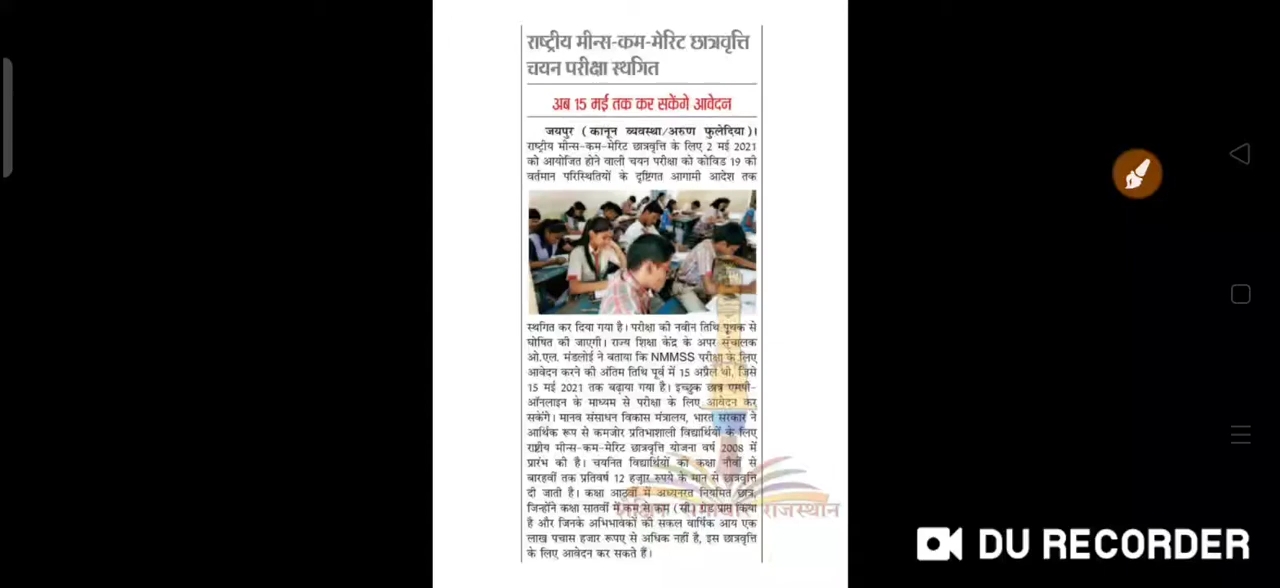 राष्ट्रीय मीन्स-कम-मेरिट छात्रवृत्ति
चयन परीक्षा स्थगित
अब 15 मई तक कर सकेंगे आवेदन
जयपुर (कानून व्यवस्था/अरुण फुलेदिया)।
राष्ट्रीय मीन्स-कम-मेरिट छात्रवृत्ति के लिए 2 मई 2021
को आयोजित होने वाली चयन परीक्षा को कोविड 19 की
वर्तमान परिस्थितियों के दृष्टिगत आगामी आदेश तक
स्थगित कर दिया गया है। परीक्षा की नवीन तिथि पृथक से
घोषित की जाएगी। राज्य शिक्षा केंद्र के अपर संचालक
ओ.एल. मंडलोई ने बताया कि NMMSS परीक्षा के लिए
आवेदन करने की अंतिम तिथि पूर्व में 15 अप्रैल थी, जिसे
15 मई 2021 तक बढ़ाया गया है। इच्छुक छात्र एमपी-
ऑनलाइन के माध्यम से परीक्षा के लिए आवेदन कर
सकेंगे। मानव संसाधन विकास मंत्रालय, भारत सरकार ने
आर्थिक रूप से कमजोर प्रतिभाशाली विद्यार्थियों के लिए
राष्ट्रीय मीन्स-कम-मेरिट छात्रवृत्ति योजना वर्ष 2008 में
प्रारंभ की है। चयनित विद्यार्थियों को कक्षा नौवीं से
बारहवीं तक प्रतिवर्ष 12 हजार रुपये के मान से छात्रवृत्ति
दी जाती है। कक्षा आठवीं में अध्यनरत नियमित छात्र,
जिन्होंने कक्षा सातवीं में कम से कम (सी) ग्रेड प्राप्त किया
है और जिनके अभिभावकों की सकल वार्षिक आय एक
लाख पचास हजार रूपए से अधिक नहीं है, इस छात्रवृत्ति
के लिए आवेदन कर सकते हैं।
समाचार राजस्थान
DU RECORDER